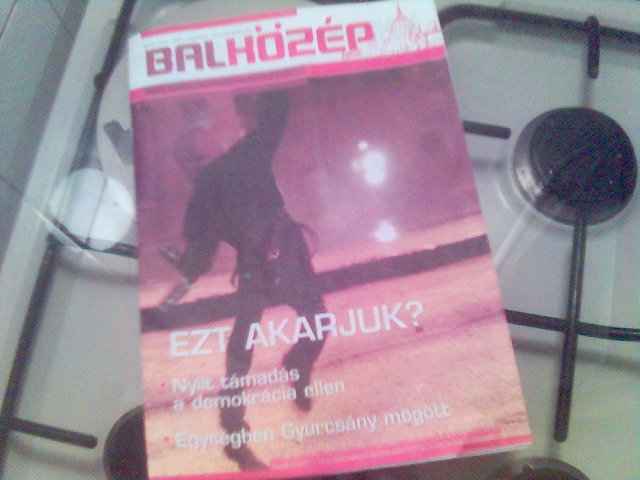 BALKÖZÉP
EZT AKARJUK?
Nyílt támadás
a demokrácia ellen
Egységben Gyurcsány mögött